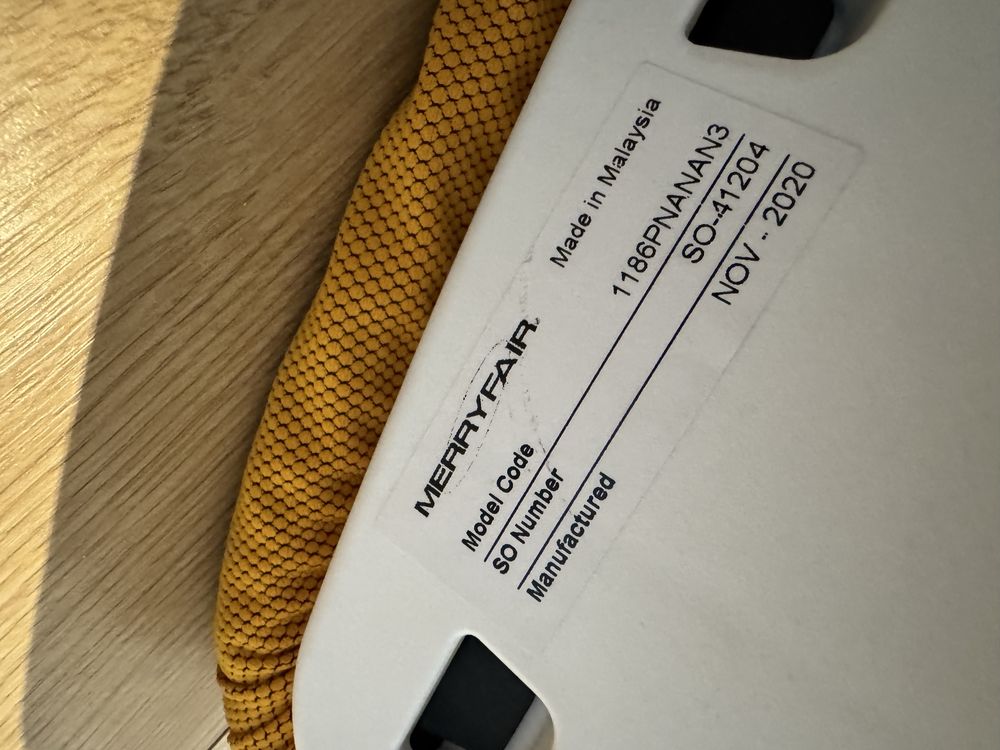 MERRYFAIR. Made in Malaysia
Model Code 1186PNANAN3
SO Number SO-41204
Manufactured NOV - 2020